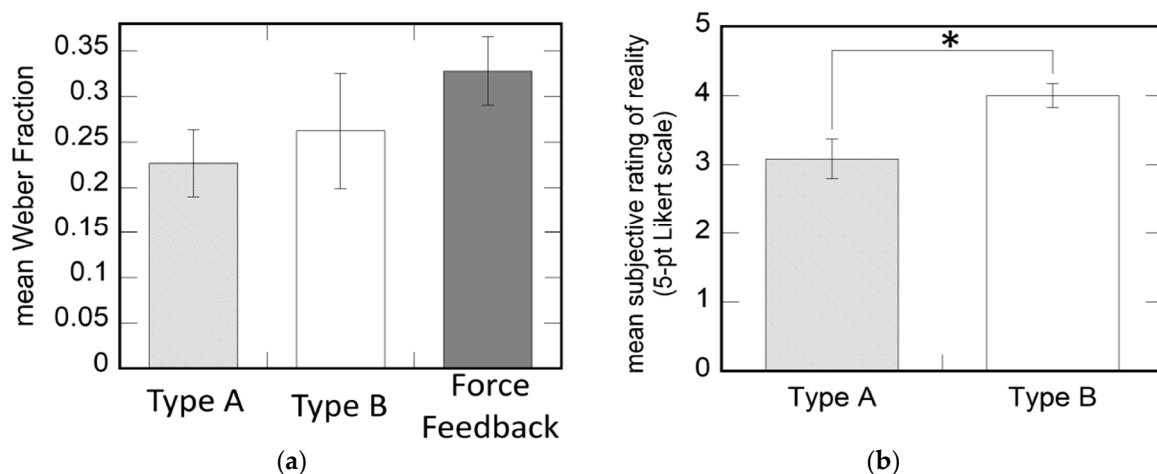 mean Weber Fraction
0.35
0.3
0.25
0.2
0.15
0.1
0.05
0
Type A
Type B
Force
Feedback
(a)
mean subjective rating of reality
(5-pt Likert scale)
5
4
3
2
1
0
*
Type A
Type B
(b)